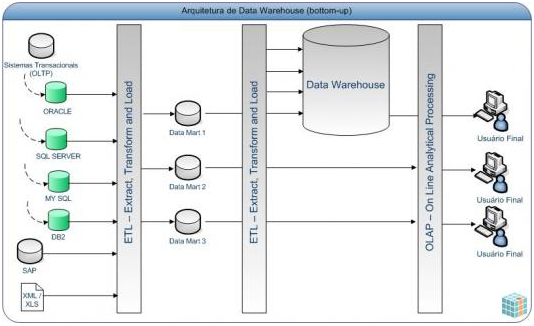 Arquitetura de Data Warehouse (bottom-up)
Sistemas Transacionais
(OLTP)
ORACLE
SQL SERVER
MY SQL
DB2
SAP
XML /
XLS
ETL – Extract, Transform and Load
Data Mart 1
Data Mart 2
Data Mart 3
ETL – Extract, Transform and Load
Data Warehouse
OLAP – On Line Analytical Processing
Usuário Final
Usuário Final
Usuário Final